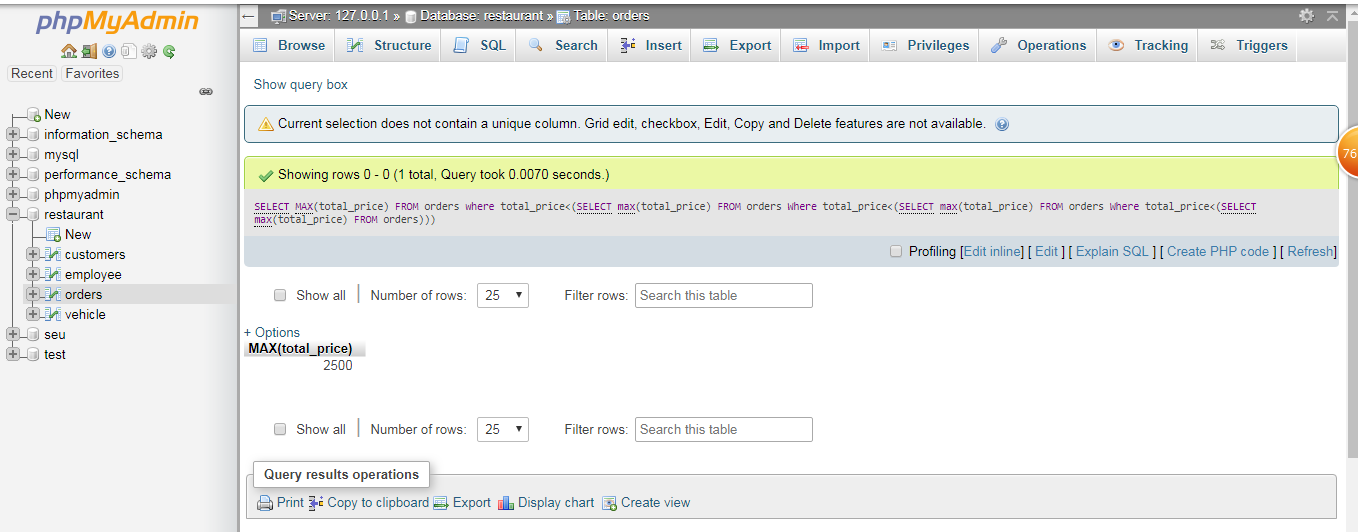 phpMyAdmin
Recent Favorites
New
information_schema
mysql
performance_schema
phpmyadmin
restaurant
New
customers
employee
orders
vehicle
seu
test
Server: 127.0.0.1 » Database: restaurant » Table: orders
Browse Structure SQL Search Insert Export Import Privileges Operations Tracking Triggers
Show query box
Current selection does not contain a unique column. Grid edit, checkbox, Edit, Copy and Delete features are not available.
76
Showing rows 0 - 0 (1 total, Query took 0.0070 seconds.)
SELECT MAX(total_price) FROM orders where total_price<(SELECT max(total_price) FROM orders Where total_price<(SELECT max(total_price) FROM orders Where total_price<(SELECT
max(total_price) FROM orders)))
Profiling [Edit inline] [ Edit ] [ Explain SQL ] [ Create PHP code ] [ Refresh]
Show all | Number of rows: 25 Filter rows: Search this table
+ Options
MAX(total_price)
2500
Show all | Number of rows: 25 Filter rows: Search this table
Query results operations
Print Copy to clipboard Export Display chart Create view